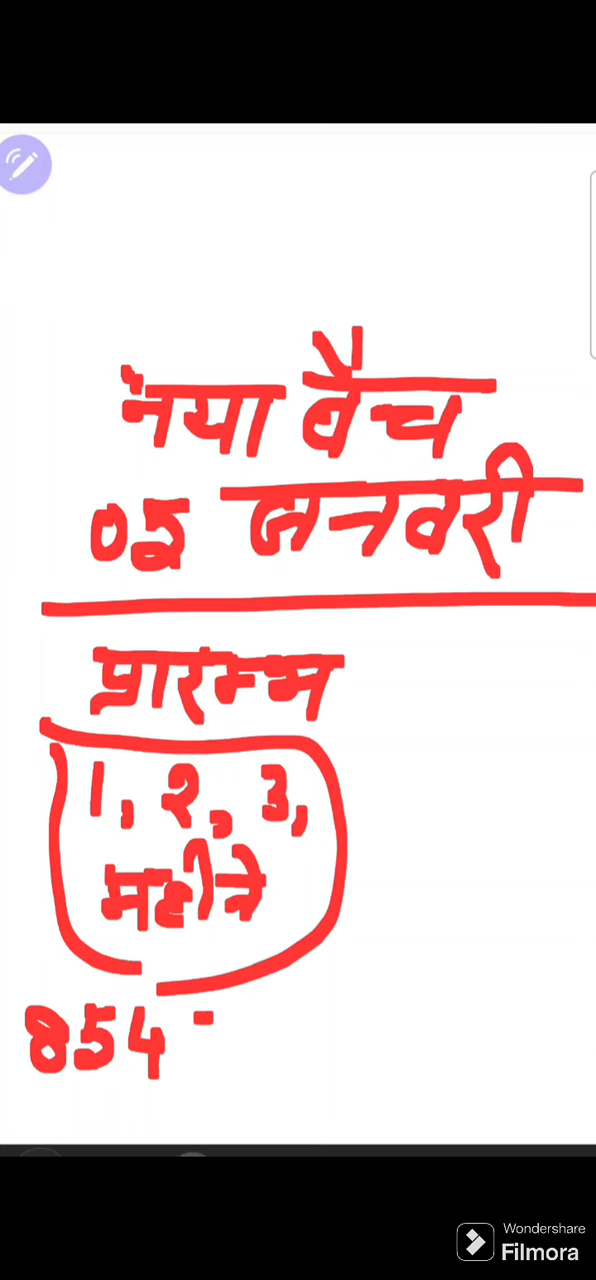 नया वैच
05 जनवरी
प्रारम्भ
1, 2, 3,
महीने
854-
Wondershare
Filmora